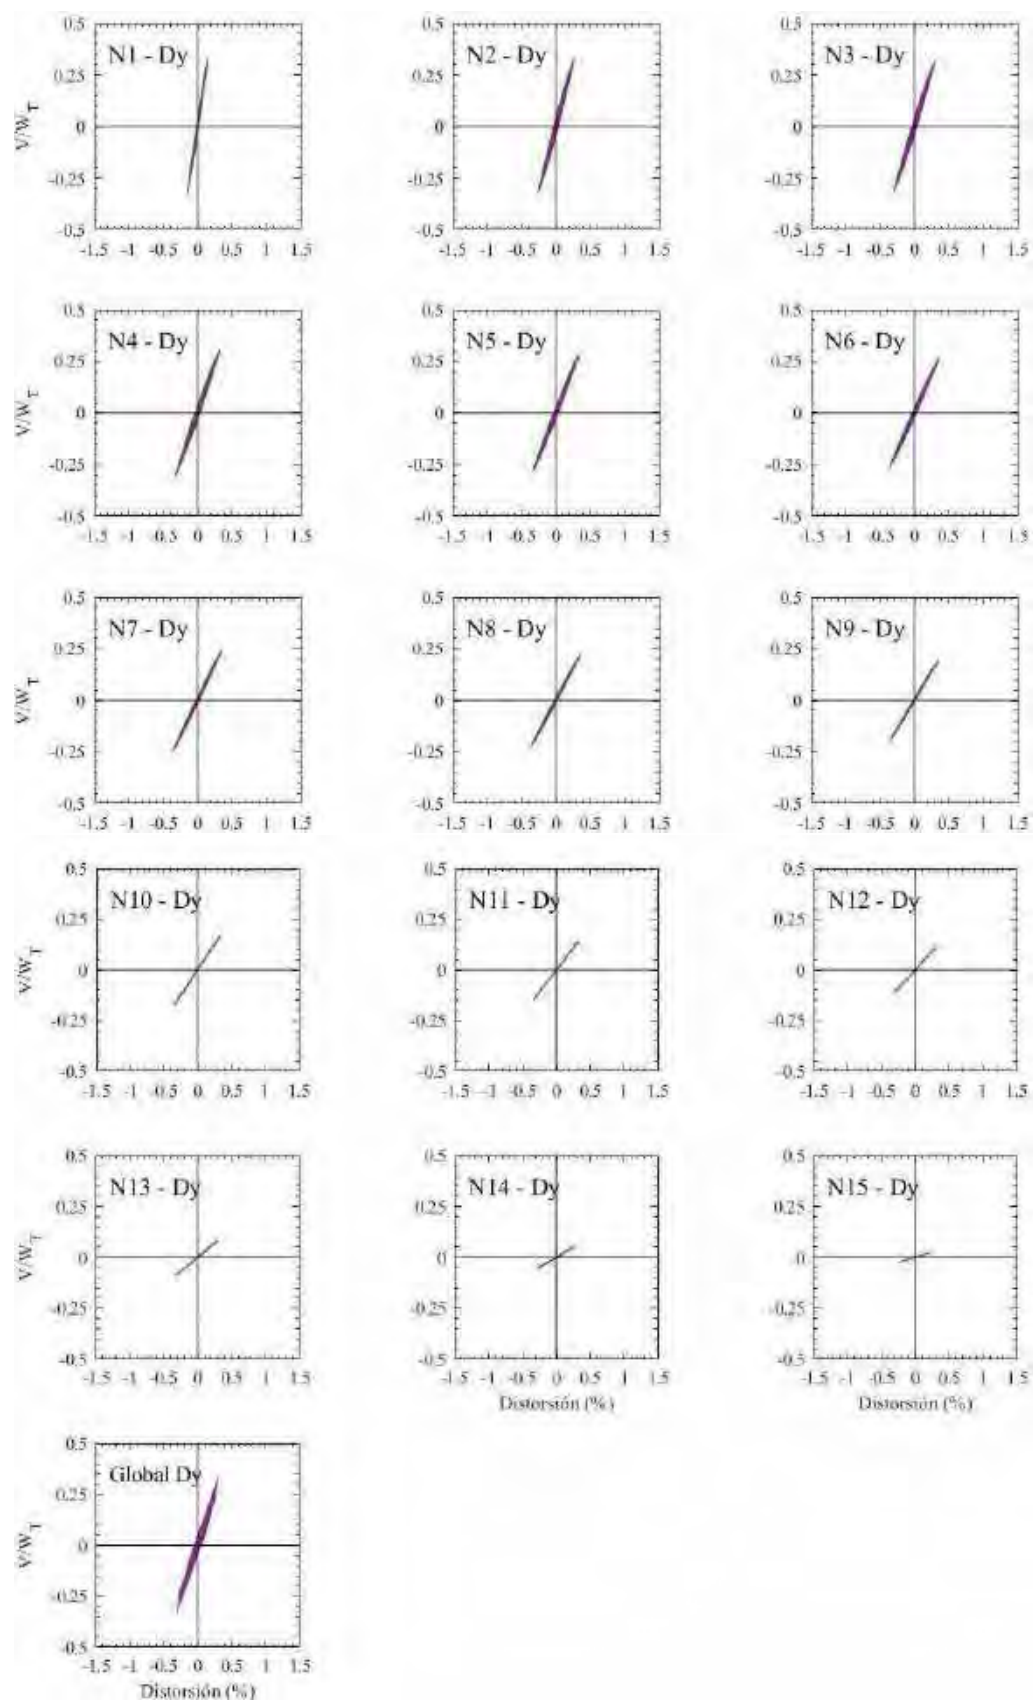 0.5 0.5 0.5
N1 - Dy N2 - Dy N3 - Dy
0.25 0.25 0.25
V/W_T 0 0 0
-0.25 -0.25 -0.25
-0.5 -0.5 -0.5
-1.5 -1 -0.5 0 0.5 1 1.5 -1.5 -1 -0.5 0 0.5 1 1.5 -1.5 -1 -0.5 0 0.5 1 1.5
0.5 0.5 0.5
N4 - Dy N5 - Dy N6 - Dy
0.25 0.25 0.25
V/W_T 0 0 0
-0.25 -0.25 -0.25
-0.5 -0.5 -0.5
-1.5 -1 -0.5 0 0.5 1 1.5 -1.5 -1 -0.5 0 0.5 1 1.5 -1.5 -1 -0.5 0 0.5 1 1.5
0.5 0.5 0.5
N7 - Dy N8 - Dy N9 - Dy
0.25 0.25 0.25
V/W_T 0 0 0
-0.25 -0.25 -0.25
-0.5 -0.5 -0.5
-1.5 -1 -0.5 0 0.5 1 1.5 -1.5 -1 -0.5 0 0.5 1 1.5 -1.5 -1 -0.5 0 0.5 1 1.5
0.5 0.5 0.5
N10 - Dy N11 - Dy N12 - Dy
0.25 0.25 0.25
V/W_T 0 0 0
-0.25 -0.25 -0.25
-0.5 -0.5 -0.5
-1.5 -1 -0.5 0 0.5 1 1.5 -1.5 -1 -0.5 0 0.5 1 1.5 -1.5 -1 -0.5 0 0.5 1 1.5
0.5 0.5 0.5
N13 - Dy N14 - Dy N15 - Dy
0.25 0.25 0.25
V/W_T 0 0 0
-0.25 -0.25 -0.25
-0.5 -0.5 -0.5
-1.5 -1 -0.5 0 0.5 1 1.5 -1.5 -1 -0.5 0 0.5 1 1.5 -1.5 -1 -0.5 0 0.5 1 1.5
Distorsión (%) Distorsión (%)
0.5
Global Dy
0.25
V/W_T 0
-0.25
-0.5
-1.5 -1 -0.5 0 0.5 1 1.5
Distorsión (%)